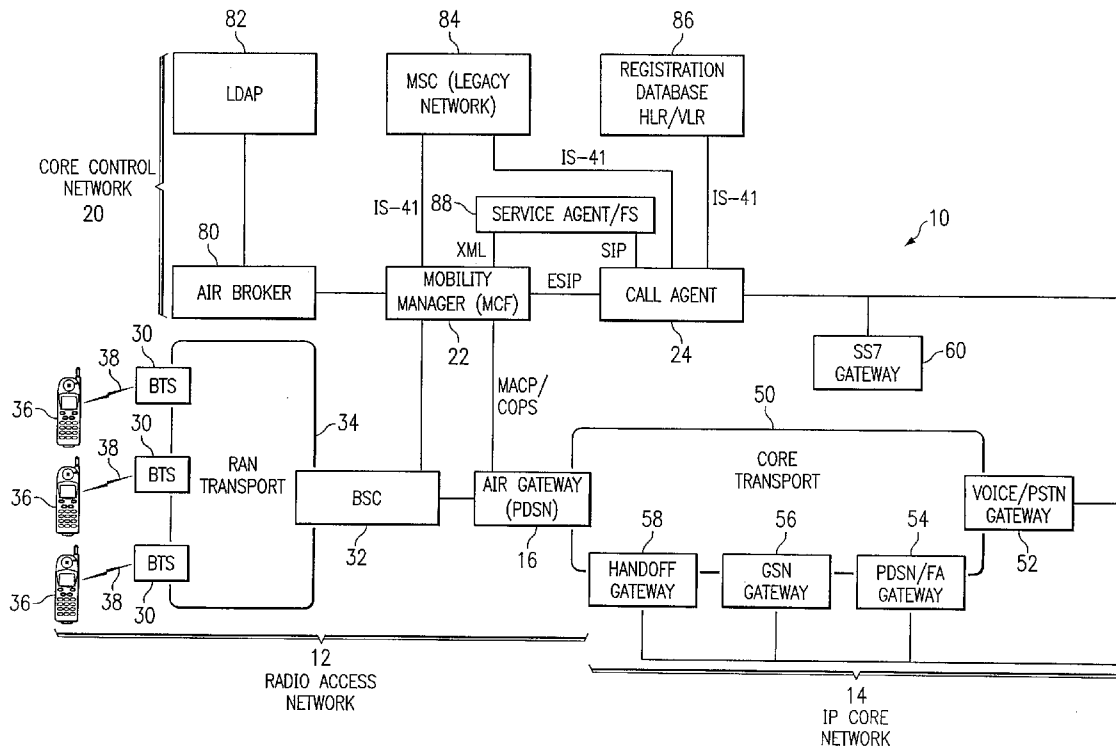 82
84
86
LDAP
MSC (LEGACY
NETWORK)
REGISTRATION
DATABASE
HLR/VLR
IS-41
CORE CONTROL
NETWORK
20
IS-41
88
SERVICE AGENT/FS
IS-41
10
80
XML
SIP
AIR BROKER
MOBILITY
MANAGER (MCF)
ESIP
CALL AGENT
22
24
SS7
GATEWAY
60
30
38
BTS
36
MACP/
COPS
34
50
30
38
BTS
36
RAN
TRANSPORT
CORE
TRANSPORT
BSC
AIR GATEWAY
(PDSN)
VOICE/PSTN
GATEWAY
32
16
58
56
54
52
BTS
36
38
30
HANDOFF
GATEWAY
GSN
GATEWAY
PDSN/FA
GATEWAY
12
RADIO ACCESS
NETWORK
14
IP CORE
NETWORK